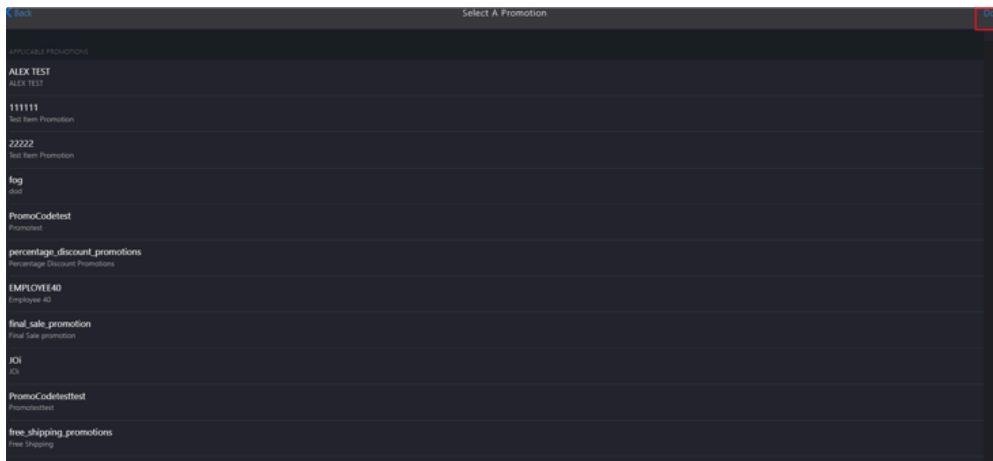 Back
Select A Promotion
APPLICABLE PROMOTIONS
ALEX TEST
ALEX TEST
111111
Test Item Promotion
22222
Test Item Promotion
fog
dod
PromoCodetest
Promotest
percentage_discount_promotions
Percentage Discount Promotions
EMPLOYEE40
Employee 40
final_sale_promotion
Final Sale promotion
JOi
JOi
PromoCodetesttest
Promotesttest
free_shipping_promotions
Free Shipping